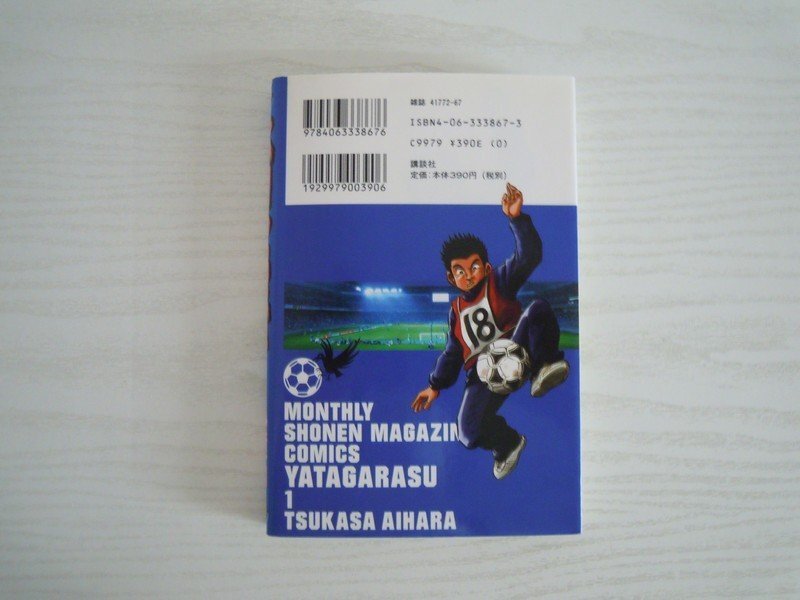 雑誌 41772-67
9784063338676
ISBN4-06-333867-3
C9979 ¥390E (0)
講談社
定価:本体390円(税別)
1929979003906
18
MONTHLY
SHONEN MAGAZIN
COMICS
YATAGARASU
1
TSUKASA AIHARA